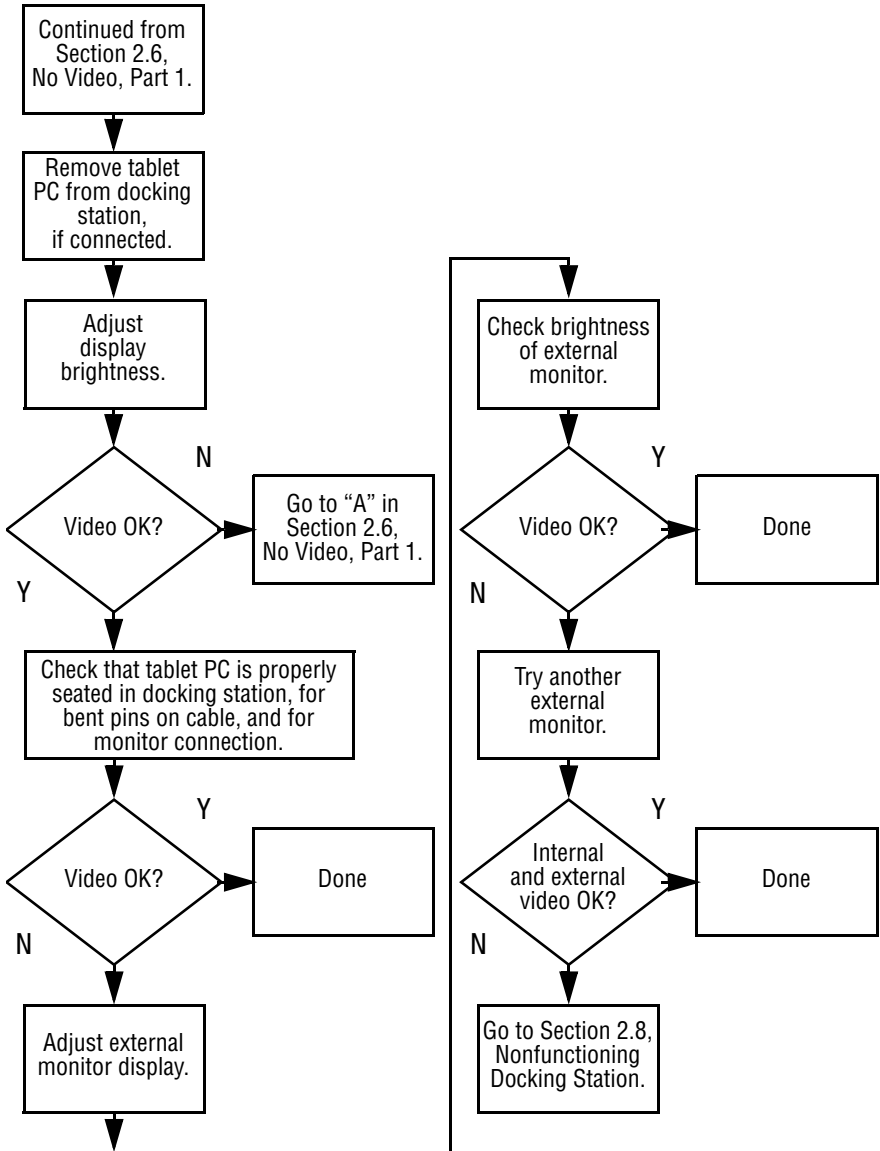 Continued from
Section 2.6,
No Video, Part 1.
Remove tablet
PC from docking
station,
if connected.
Adjust
display
brightness.
Video OK?
N
Go to “A” in
Section 2.6,
No Video, Part 1.
Y
Check that tablet PC is properly
seated in docking station, for
bent pins on cable, and for
monitor connection.
Video OK?
Y
Done
N
Adjust external
monitor display.
Check brightness
of external
monitor.
Video OK?
Y
Done
N
Try another
external
monitor.
Internal
and external
video OK?
Y
Done
N
Go to Section 2.8,
Nonfunctioning
Docking Station.